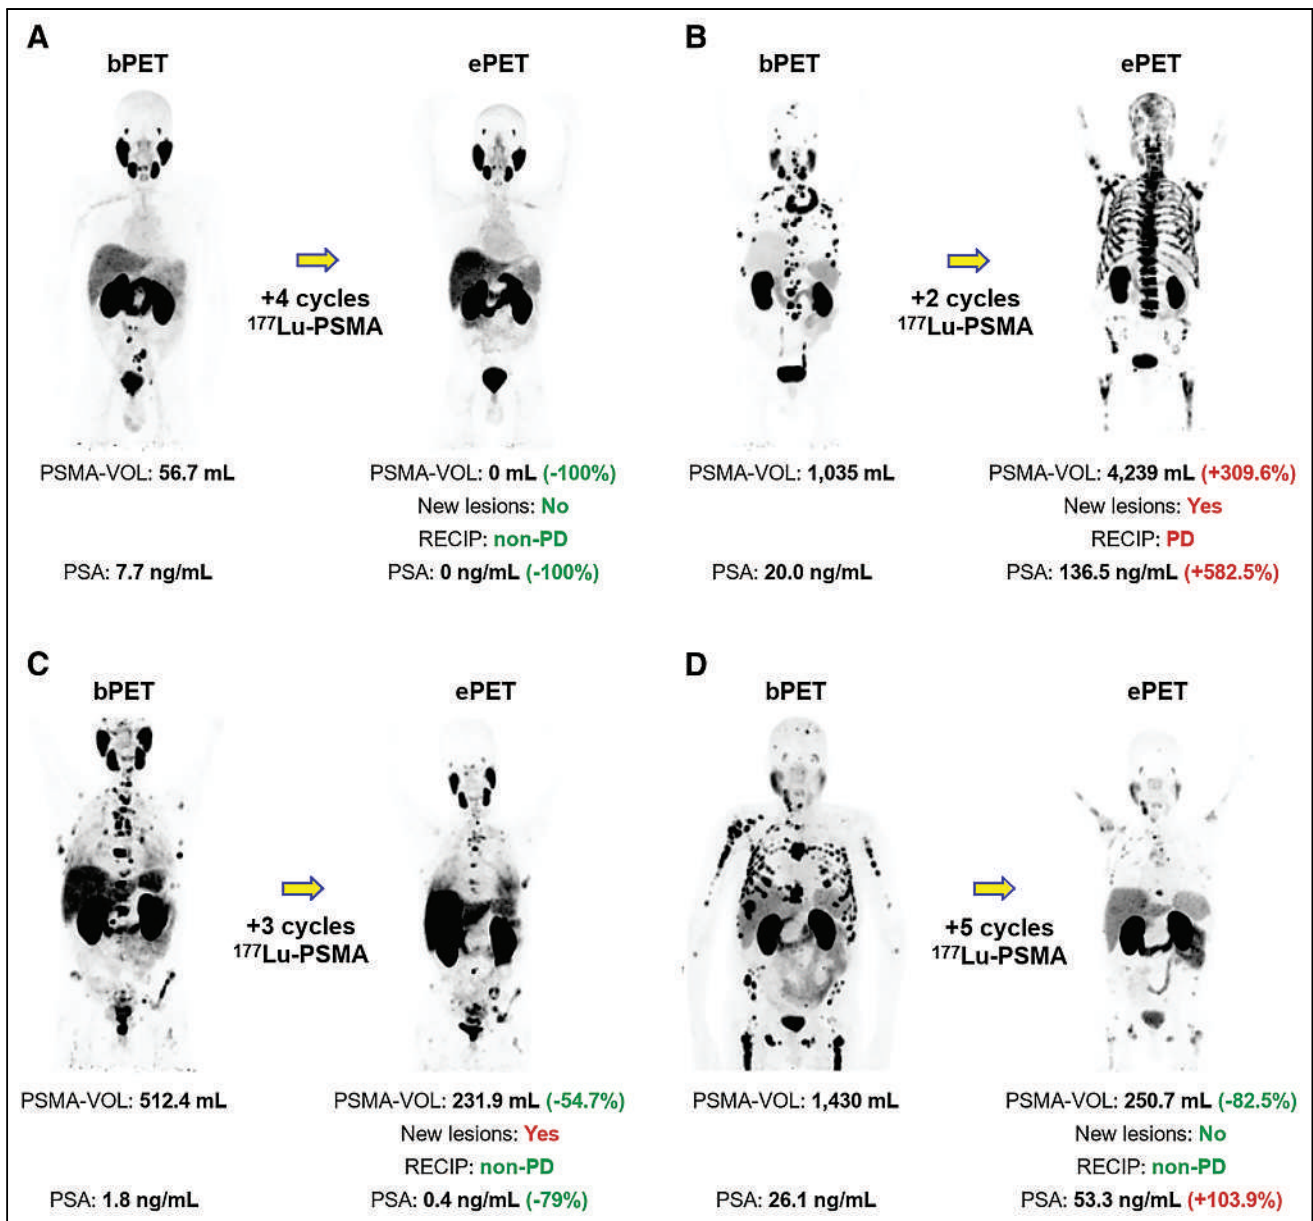 A
bPET
ePET
+4 cycles
¹⁷⁷Lu-PSMA
PSMA-VOL: 56.7 mL
PSMA-VOL: 0 mL (-100%)
New lesions: No
RECIP: non-PD
PSA: 7.7 ng/mL
PSA: 0 ng/mL (-100%)
B
bPET
ePET
+2 cycles
¹⁷⁷Lu-PSMA
PSMA-VOL: 1,035 mL
PSMA-VOL: 4,239 mL (+309.6%)
New lesions: Yes
RECIP: PD
PSA: 20.0 ng/mL
PSA: 136.5 ng/mL (+582.5%)
C
bPET
ePET
+3 cycles
¹⁷⁷Lu-PSMA
PSMA-VOL: 512.4 mL
PSMA-VOL: 231.9 mL (-54.7%)
New lesions: Yes
RECIP: non-PD
PSA: 1.8 ng/mL
PSA: 0.4 ng/mL (-79%)
D
bPET
ePET
+5 cycles
¹⁷⁷Lu-PSMA
PSMA-VOL: 1,430 mL
PSMA-VOL: 250.7 mL (-82.5%)
New lesions: No
RECIP: non-PD
PSA: 26.1 ng/mL
PSA: 53.3 ng/mL (+103.9%)